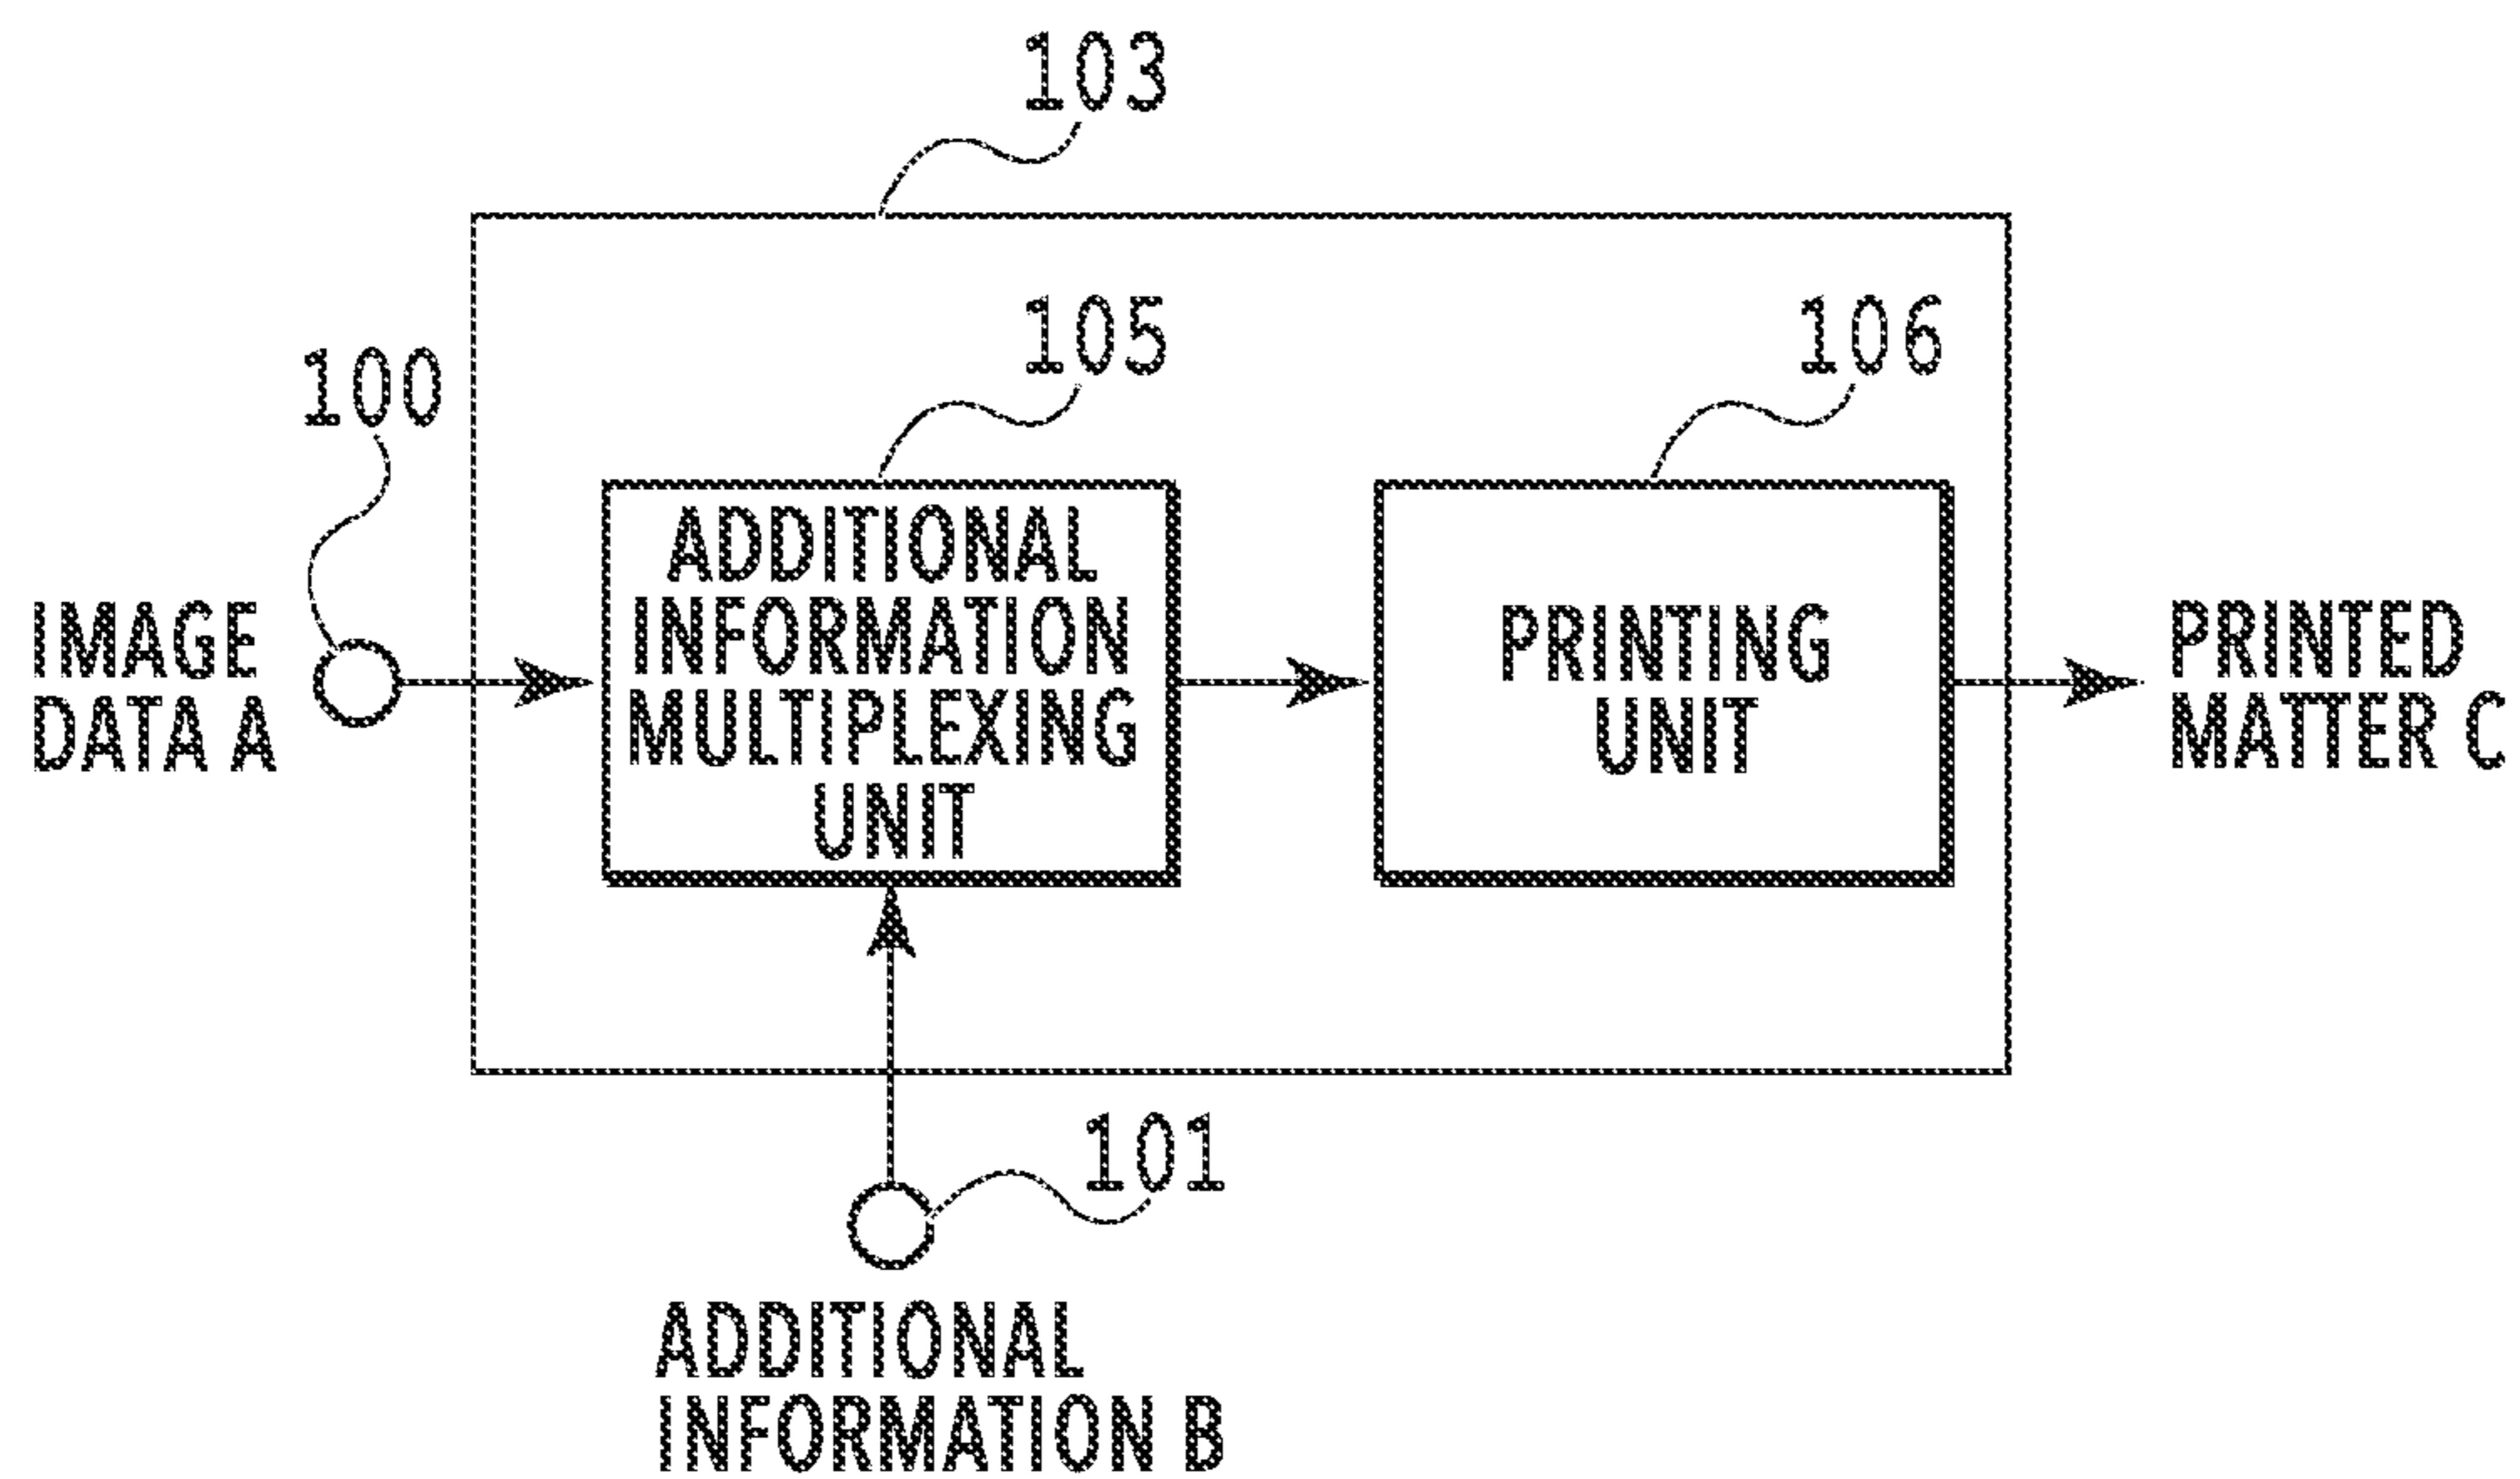 103
105
106
100
ADDITIONAL
INFORMATION
MULTIPLEXING
UNIT
PRINTING
UNIT
IMAGE
DATA A
PRINTED
MATTER C
101
ADDITIONAL
INFORMATION B